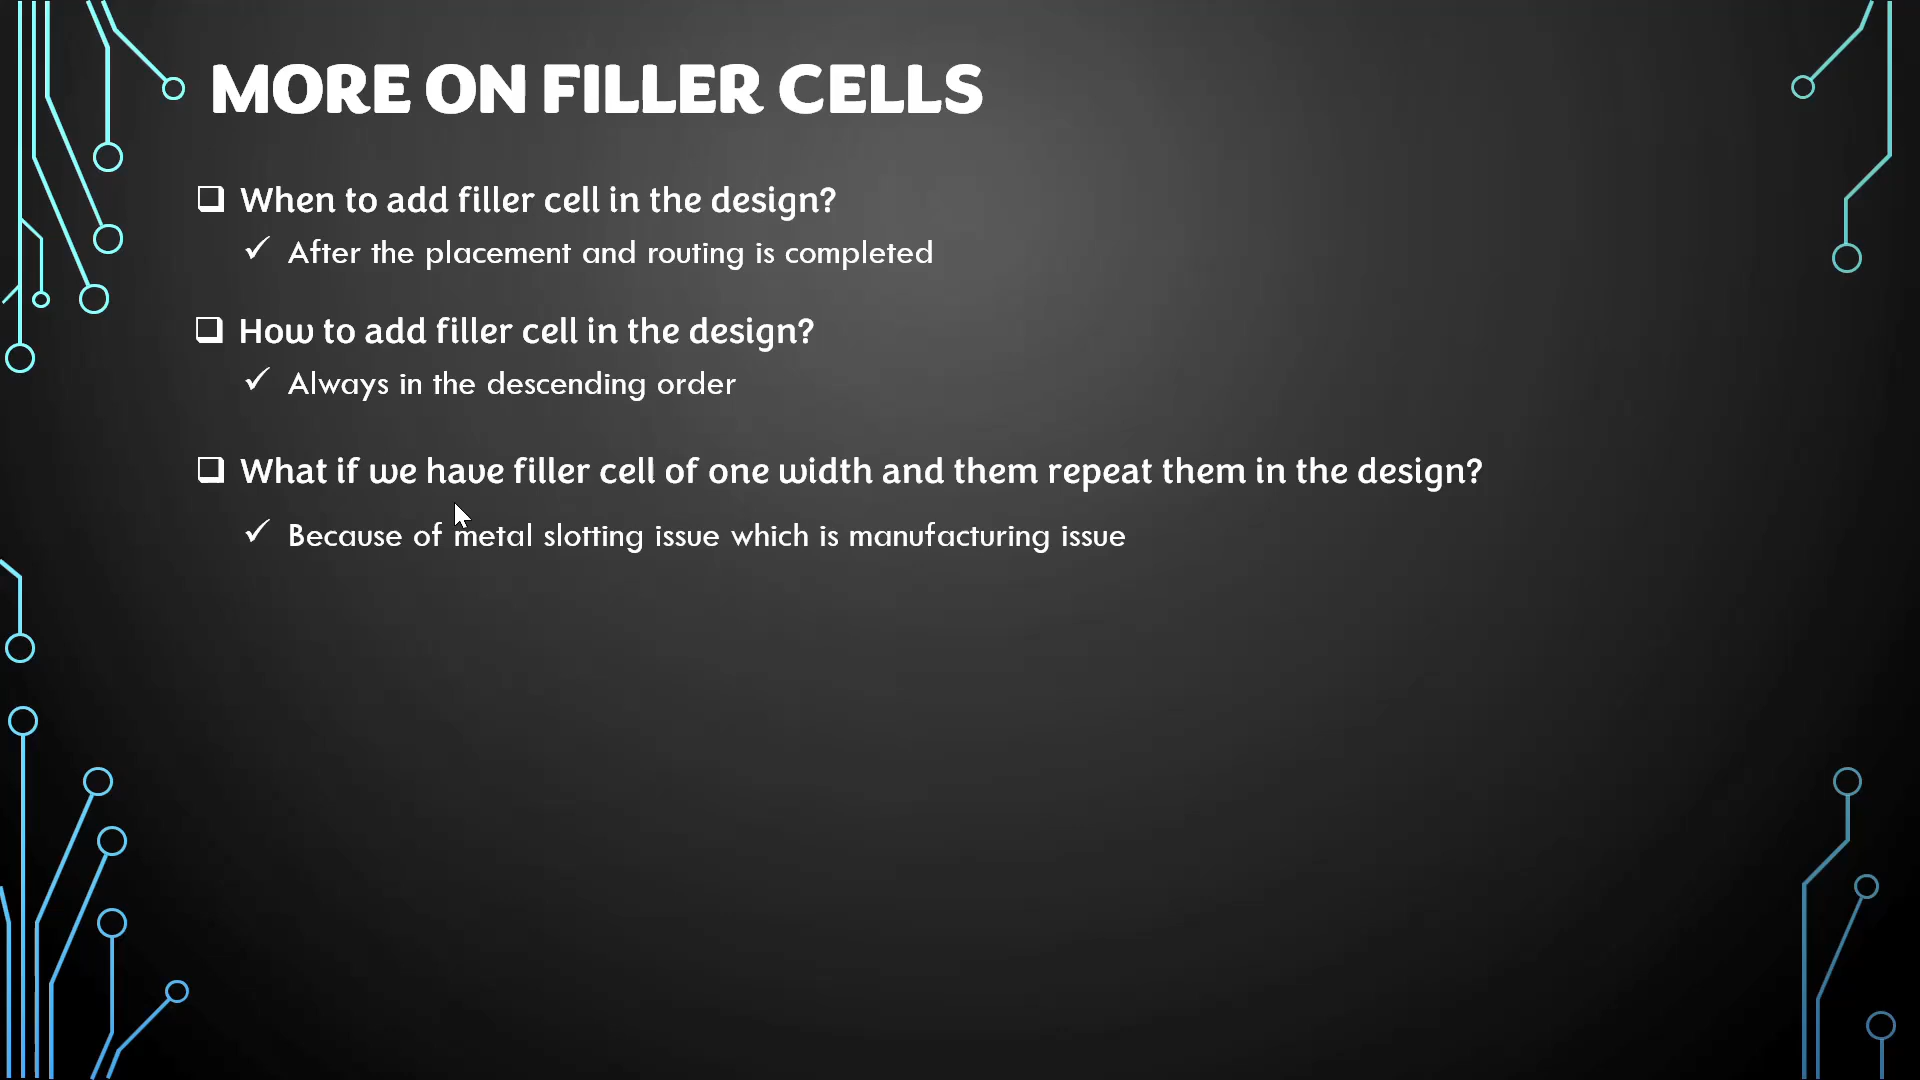 MORE ON FILLER CELLS
When to add filler cell in the design?
After the placement and routing is completed
How to add filler cell in the design?
Always in the descending order
What if we have filler cell of one width and them repeat them in the design?
Because of metal slotting issue which is manufacturing issue